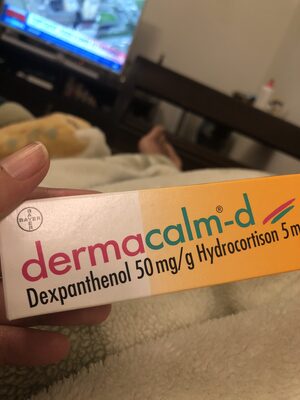 BAYER
dermacalm-d
Dexpanthenol 50 mg/g Hydrocortison 5 m